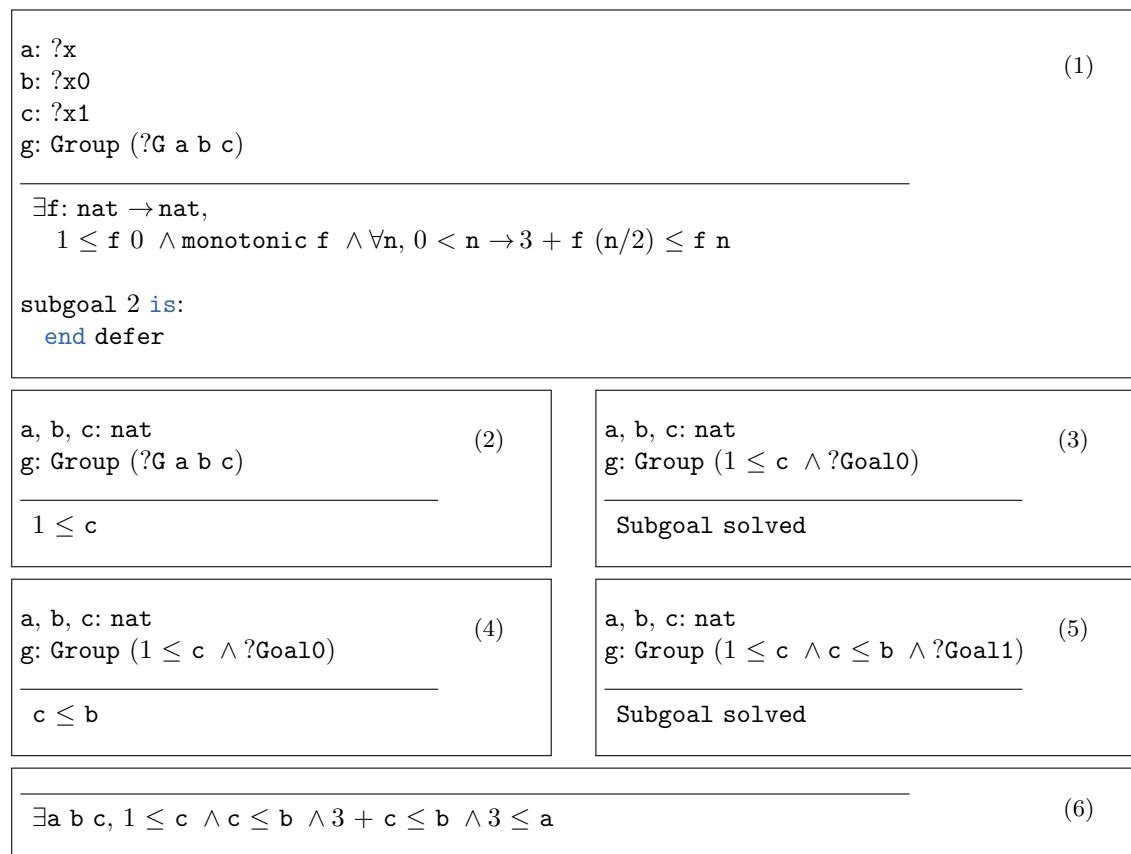 a: ?x
(1)
b: ?x0
c: ?x1
g: Group (?G a b c)
∃f: nat → nat,
1 ≤ f 0 ∧ monotonic f ∧ ∀n, 0 < n → 3 + f (n/2) ≤ f n
subgoal 2 is:
end defer
a, b, c: nat
(2)
g: Group (?G a b c)
1 ≤ c
a, b, c: nat
(3)
g: Group (1 ≤ c ∧ ?Goal0)
Subgoal solved
a, b, c: nat
(4)
g: Group (1 ≤ c ∧ ?Goal0)
c ≤ b
a, b, c: nat
(5)
g: Group (1 ≤ c ∧ c ≤ b ∧ ?Goal1)
Subgoal solved
∃a b c, 1 ≤ c ∧ c ≤ b ∧ 3 + c ≤ b ∧ 3 ≤ a
(6)